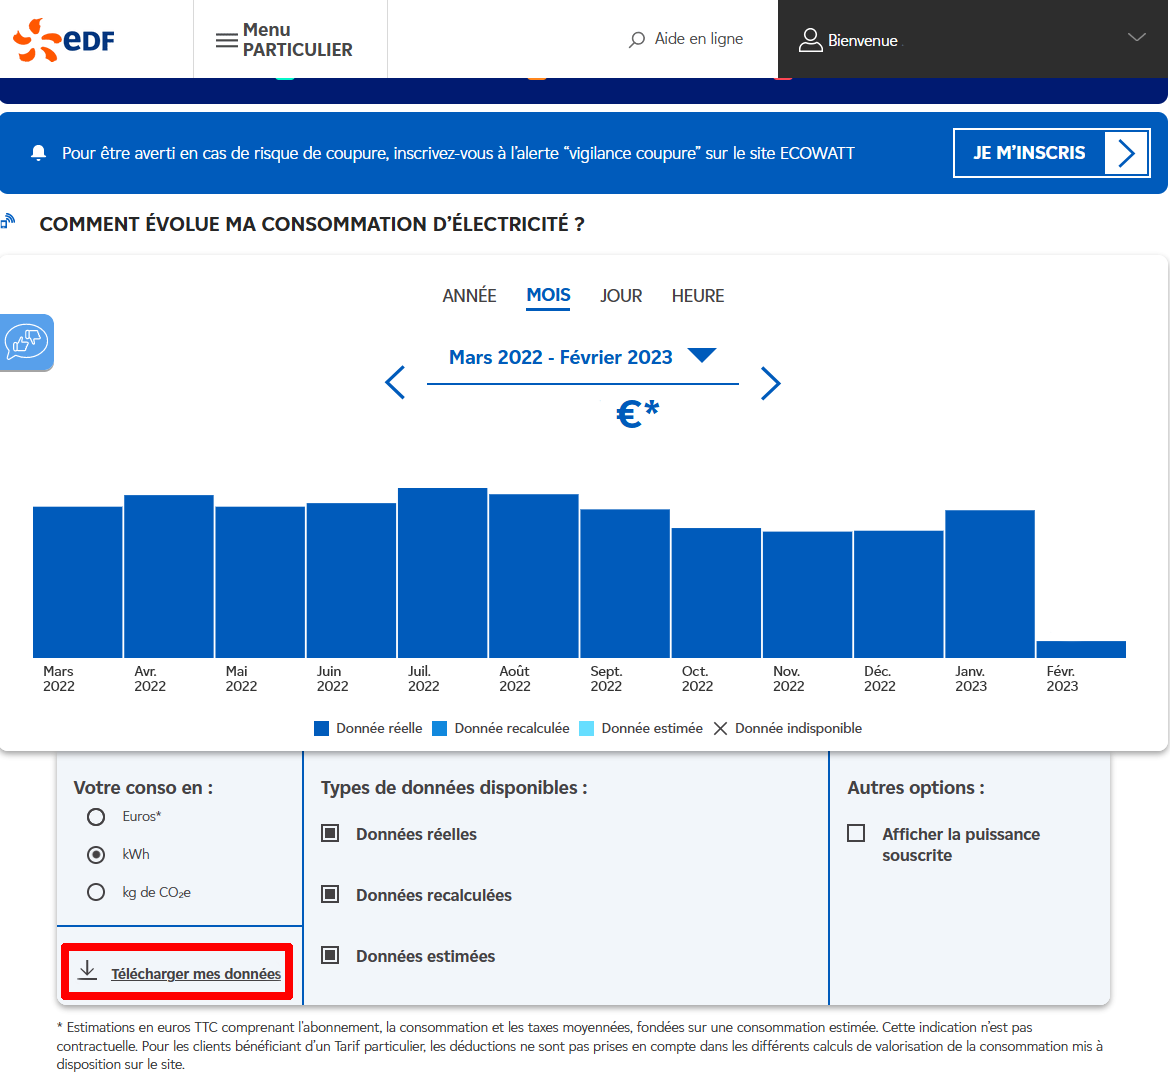 eDF
Menu
PARTICULIER
Aide en ligne
Bienvenue
Pour être averti en cas de risque de coupure, inscrivez-vous à l’alerte “vigilance coupure” sur le site ECOWATT
JE M’INSCRIS
COMMENT ÉVOLUE MA CONSOMMATION D’ÉLECTRICITÉ ?
ANNÉE MOIS JOUR HEURE
Mars 2022 - Février 2023
€*
Mars Avr. Mai Juin Juil. Août Sept. Oct. Nov. Déc. Janv. Févr.
2022 2022 2022 2022 2022 2022 2022 2022 2022 2022 2023 2023
Donnée réelle Donnée recalculée Donnée estimée Donnée indisponible
Votre conso en :
Euros*
kWh
kg de CO₂e
Télécharger mes données
Types de données disponibles :
Données réelles
Données recalculées
Données estimées
Autres options :
Afficher la puissance
souscrite
* Estimations en euros TTC comprenant l’abonnement, la consommation et les taxes moyennées, fondées sur une consommation estimée. Cette indication n’est pas
contractuelle. Pour les clients bénéficiant d’un Tarif particulier, les déductions ne sont pas prises en compte dans les différents calculs de valorisation de la consommation mis à
disposition sur le site.